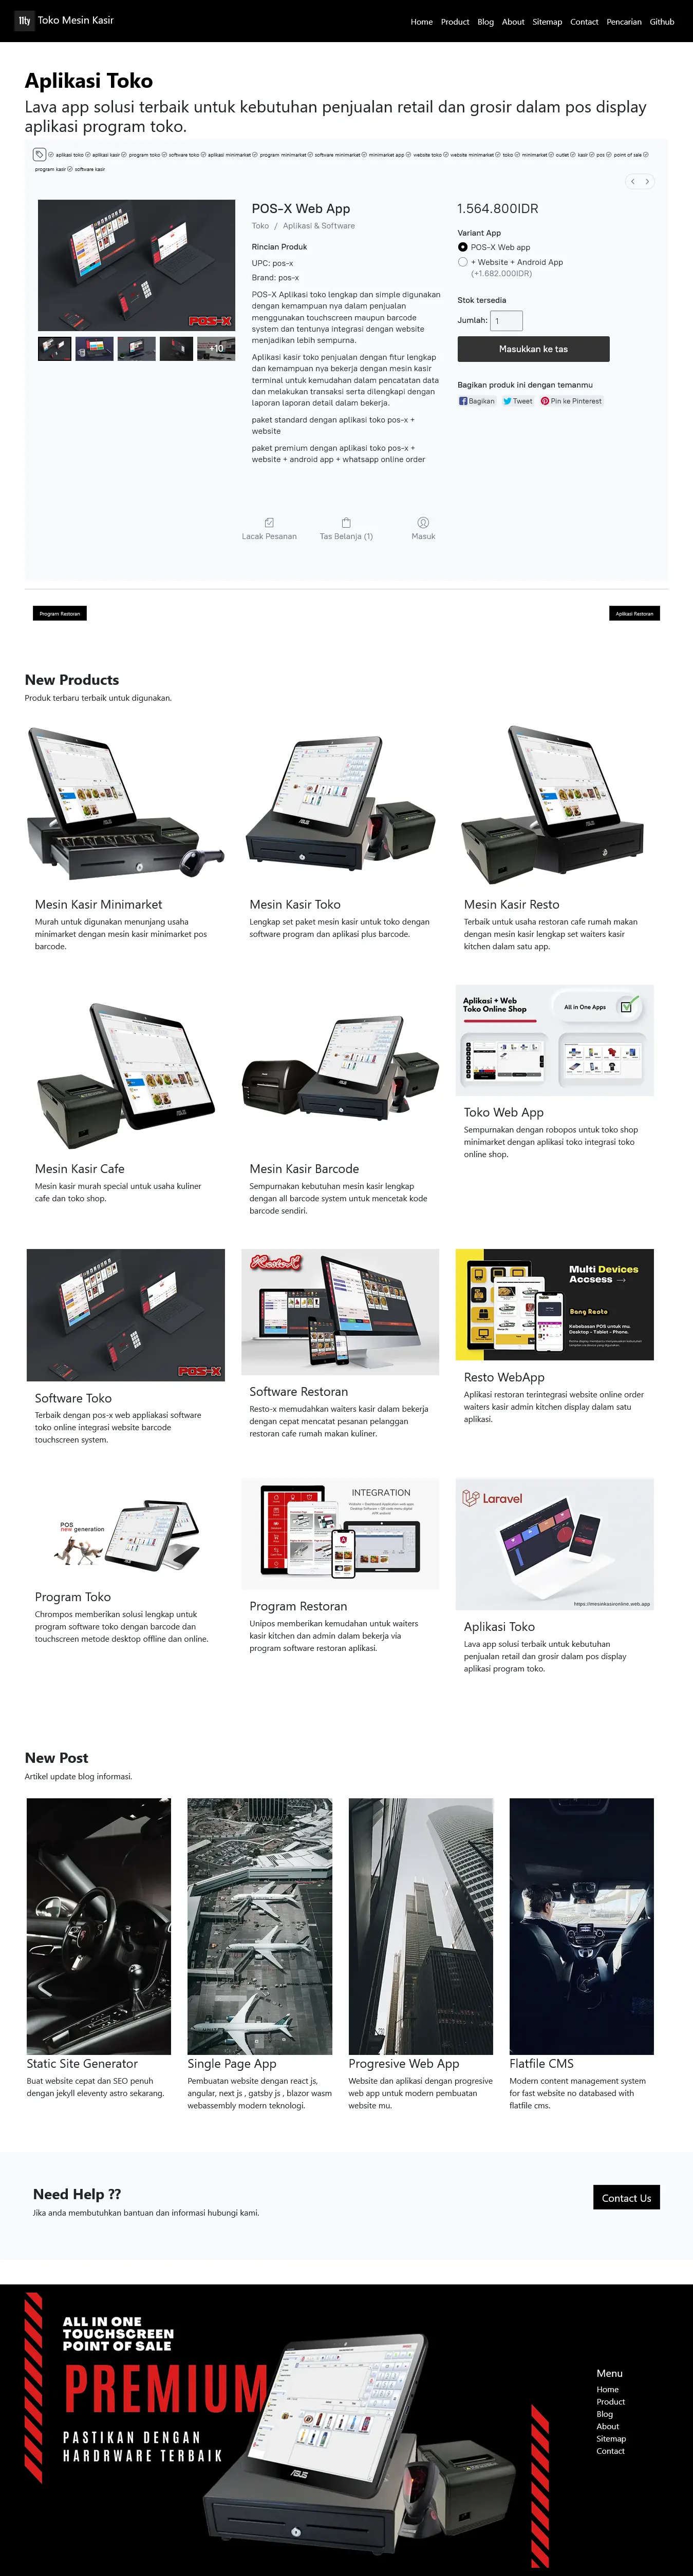 11ty Toko Mesin Kasir
Home Product Blog About Sitemap Contact Pencarian Github
Aplikasi Toko
Lava app solusi terbaik untuk kebutuhan penjualan retail dan grosir dalam pos display
aplikasi program toko.
aplikasi toko aplikasi kasir program toko software toko aplikasi minimarket program minimarket software minimarket minimarket app website toko website minimarket toko minimarket outlet kasir pos point of sale
program kasir software kasir
POS-X
+10
POS-X Web App
Toko / Aplikasi & Software
Rincian Produk
UPC: pos-x
Brand: pos-x
POS-X Aplikasi toko lengkap dan simple digunakan
dengan kemampuan nya dalam penjualan
menggunakan touchscreen maupun barcode
system dan tentunya integrasi dengan website
menjadikan lebih sempurna.
Aplikasi kasir toko penjualan dengan fitur lengkap
dan kemampuan nya bekerja dengan mesin kasir
terminal untuk kemudahan dalam pencatatan data
dan melakukan transaksi serta dilengkapi dengan
laporan laporan detail dalam bekerja.
paket standard dengan aplikasi toko pos-x +
website
paket premium dengan aplikasi toko pos-x +
website + android app + whatsapp online order
1.564.800IDR
Variant App
POS-X Web app
+ Website + Android App
(+1.682.000IDR)
Stok tersedia
Jumlah: 1
Masukkan ke tas
Bagikan produk ini dengan temanmu
Bagikan Tweet Pin ke Pinterest
Lacak Pesanan Tas Belanja (1) Masuk
Program Restoran
Aplikasi Restoran
New Products
Produk terbaru terbaik untuk digunakan.
Mesin Kasir Minimarket
Murah untuk digunakan menunjang usaha
minimarket dengan mesin kasir minimarket pos
barcode.
Mesin Kasir Toko
Lengkap set paket mesin kasir untuk toko dengan
software program dan aplikasi plus barcode.
Mesin Kasir Resto
Terbaik untuk usaha restoran cafe rumah makan
dengan mesin kasir lengkap set waiters kasir
kitchen dalam satu app.
Mesin Kasir Cafe
Mesin kasir murah special untuk usaha kuliner
cafe dan toko shop.
Mesin Kasir Barcode
Sempurnakan kebutuhan mesin kasir lengkap
dengan all barcode system untuk mencetak kode
barcode sendiri.
Aplikasi + Web
Toko Online Shop
All in One Apps
Toko Web App
Sempurnakan dengan robopos untuk toko shop
minimarket dengan aplikasi toko integrasi toko
online shop.
POS-X
Software Toko
Terbaik dengan pos-x web appliakasi software
toko online integrasi website barcode
touchscreen system.
Resto-X
Software Restoran
Resto-x memudahkan waiters kasir dalam bekerja
dengan cepat mencatat pesanan pelanggan
restoran cafe rumah makan kuliner.
Multi Devices
Accsess →
Bang Resto
Kebebasan POS untuk mu.
Desktop - Tablet - Phone.
Resto WebApp
Aplikasi restoran terintegrasi website online order
waiters kasir admin kitchen display dalam satu
aplikasi.
POS
new generation
Program Toko
Chrompos memberikan solusi lengkap untuk
program software toko dengan barcode dan
touchscreen metode desktop offline dan online.
INTEGRATION
Program Restoran
Unipos memberikan kemudahan untuk waiters
kasir kitchen dan admin dalam bekerja via
program software restoran aplikasi.
Laravel
https://mesinkasironline.web.app
Aplikasi Toko
Lava app solusi terbaik untuk kebutuhan
penjualan retail dan grosir dalam pos display
aplikasi program toko.
New Post
Artikel update blog informasi.
Static Site Generator
Buat website cepat dan SEO penuh
dengan jekyll eleventy astro sekarang.
Single Page App
Pembuatan website dengan react js,
angular, next js , gatsby js , blazor wasm
webassembly modern teknologi.
Progresive Web App
Website dan aplikasi dengan progresive
web app untuk modern pembuatan
website mu.
Flatfile CMS
Modern content management system
for fast website no databased with
flatfile cms.
Need Help ??
Jika anda membutuhkan bantuan dan informasi hubungi kami.
Contact Us
ALL IN ONE
TOUCHSCREEN
POINT OF SALE
PREMIUM
PASTIKAN DENGAN
HARDRWARE TERBAIK
ASUS
Menu
Home
Product
Blog
About
Sitemap
Contact